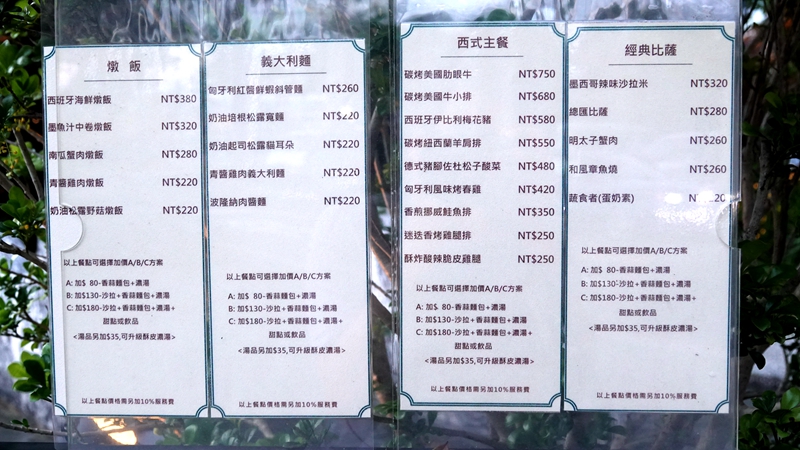 燉 飯
西班牙海鮮燉飯 NT$380
墨魚汁中卷燉飯 NT$320
南瓜蟹肉燉飯 NT$280
青醬雞肉燉飯 NT$220
奶油松露野菇燉飯 NT$220
以上餐點可選擇加價A/B/C方案
A: 加$ 80-香蒜麵包+濃湯
B: 加$130-沙拉+香蒜麵包+濃湯
C: 加$180-沙拉+香蒜麵包+濃湯+
甜點或飲品
<湯品另加$35,可升級酥皮濃湯>
以上餐點價格需另加10%服務費
義大利麵
匈牙利紅醬鮮蝦斜管麵 NT$260
奶油培根松露寬麵 NT$220
奶油起司松露貓耳朵 NT$220
青醬雞肉義大利麵 NT$220
波隆納肉醬麵 NT$220
以上餐點可選擇加價A/B/C方案
A: 加$ 80-香蒜麵包+濃湯
B: 加$130-沙拉+香蒜麵包+濃湯
C: 加$180-沙拉+香蒜麵包+濃湯+
甜點或飲品
<湯品另加$35,可升級酥皮濃湯>
以上餐點價格需另加10%服務費
西式主餐
碳烤美國肋眼牛 NT$750
碳烤美國牛小排 NT$680
西班牙伊比利梅花豬 NT$580
碳烤紐西蘭羊肩排 NT$550
德式豬腳佐杜松子酸菜 NT$480
匈牙利風味烤春雞 NT$420
香煎挪威鮭魚排 NT$350
迷迭香烤雞腿排 NT$250
酥炸酸辣脆皮雞腿 NT$250
以上餐點可選擇加價A/B/C方案
A: 加$ 80-香蒜麵包+濃湯
B: 加$130-沙拉+香蒜麵包+濃湯
C: 加$180-沙拉+香蒜麵包+濃湯+
甜點或飲品
<湯品另加$35,可升級酥皮濃湯>
以上餐點價格需另加10%服務費
經典比薩
墨西哥辣味沙拉米 NT$320
總匯比薩 NT$280
明太子蟹肉 NT$260
和風章魚燒 NT$260
蔬食者(蛋奶素) NT$220
以上餐點可選擇加價A/B/C方案
A: 加$ 80-香蒜麵包+濃湯
B: 加$130-沙拉+香蒜麵包+濃湯
C: 加$180-沙拉+香蒜麵包+濃湯+
甜點或飲品
<湯品另加$35,可升級酥皮濃湯>
以上餐點價格需另加10%服務費